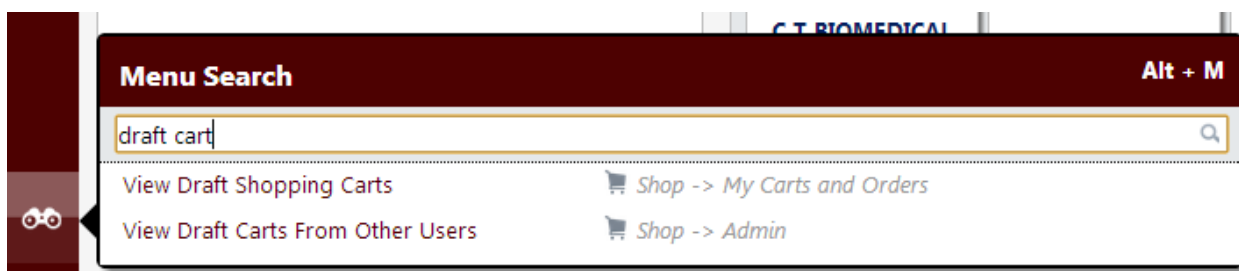 C T BIOMEDICAL
Menu Search Alt + M
draft cart
View Draft Shopping Carts Shop -> My Carts and Orders
View Draft Carts From Other Users Shop -> Admin